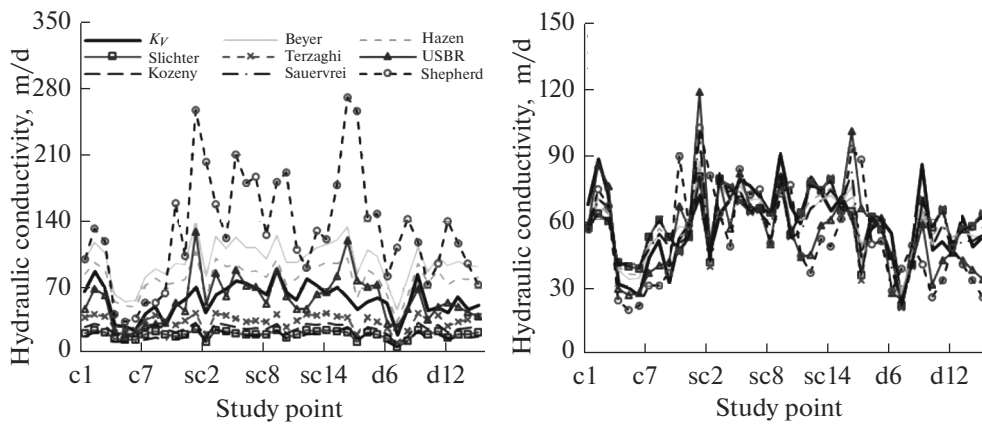 Hydraulic conductivity, m/d
350
280
210
140
70
0
K_V Beyer Hazen
Slichter Terzaghi USBR
Kozeny Sauervrei Shepherd
c1 c7 sc2 sc8 sc14 d6 d12
Study point
Hydraulic conductivity, m/d
150
120
90
60
30
0
c1 c7 sc2 sc8 sc14 d6 d12
Study point